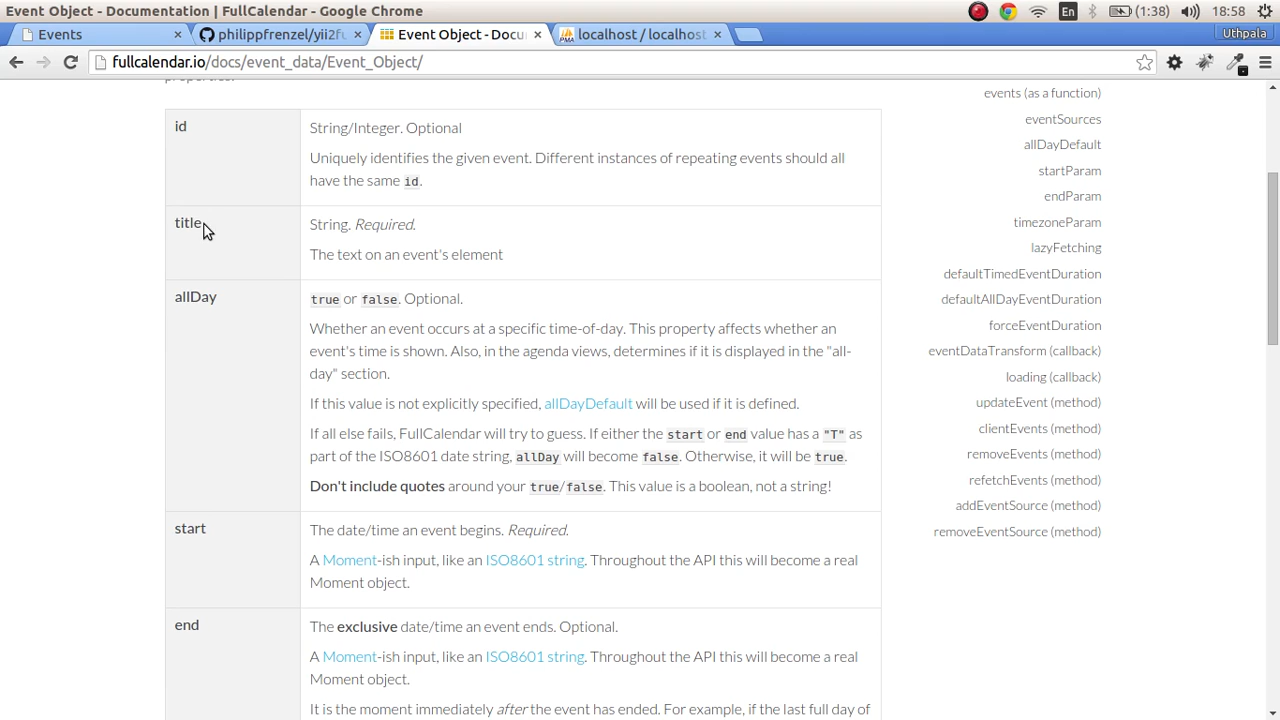 Event Object - Documentation | FullCalendar - Google Chrome
En
(1:38)
18:58
Events
philippfrenzel/yii2fu
Event Object - Docu
localhost / localhost
Uthpala
fullcalendar.io/docs/event_data/Event_Object/
properties:
id
String/Integer. Optional
Uniquely identifies the given event. Different instances of repeating events should all
have the same id.
title
String. Required.
The text on an event's element
allDay
true or false. Optional.
Whether an event occurs at a specific time-of-day. This property affects whether an
event's time is shown. Also, in the agenda views, determines if it is displayed in the "all-
day" section.
If this value is not explicitly specified, allDayDefault will be used if it is defined.
If all else fails, FullCalendar will try to guess. If either the start or end value has a "T" as
part of the ISO8601 date string, allDay will become false. Otherwise, it will be true.
Don't include quotes around your true/false. This value is a boolean, not a string!
start
The date/time an event begins. Required.
A Moment-ish input, like an ISO8601 string. Throughout the API this will become a real
Moment object.
end
The exclusive date/time an event ends. Optional.
A Moment-ish input, like an ISO8601 string. Throughout the API this will become a real
Moment object.
It is the moment immediately after the event has ended. For example, if the last full day of
events (as a function)
eventSources
allDayDefault
startParam
endParam
timezoneParam
lazyFetching
defaultTimedEventDuration
defaultAllDayEventDuration
forceEventDuration
eventDataTransform (callback)
loading (callback)
updateEvent (method)
clientEvents (method)
removeEvents (method)
refetchEvents (method)
addEventSource (method)
removeEventSource (method)